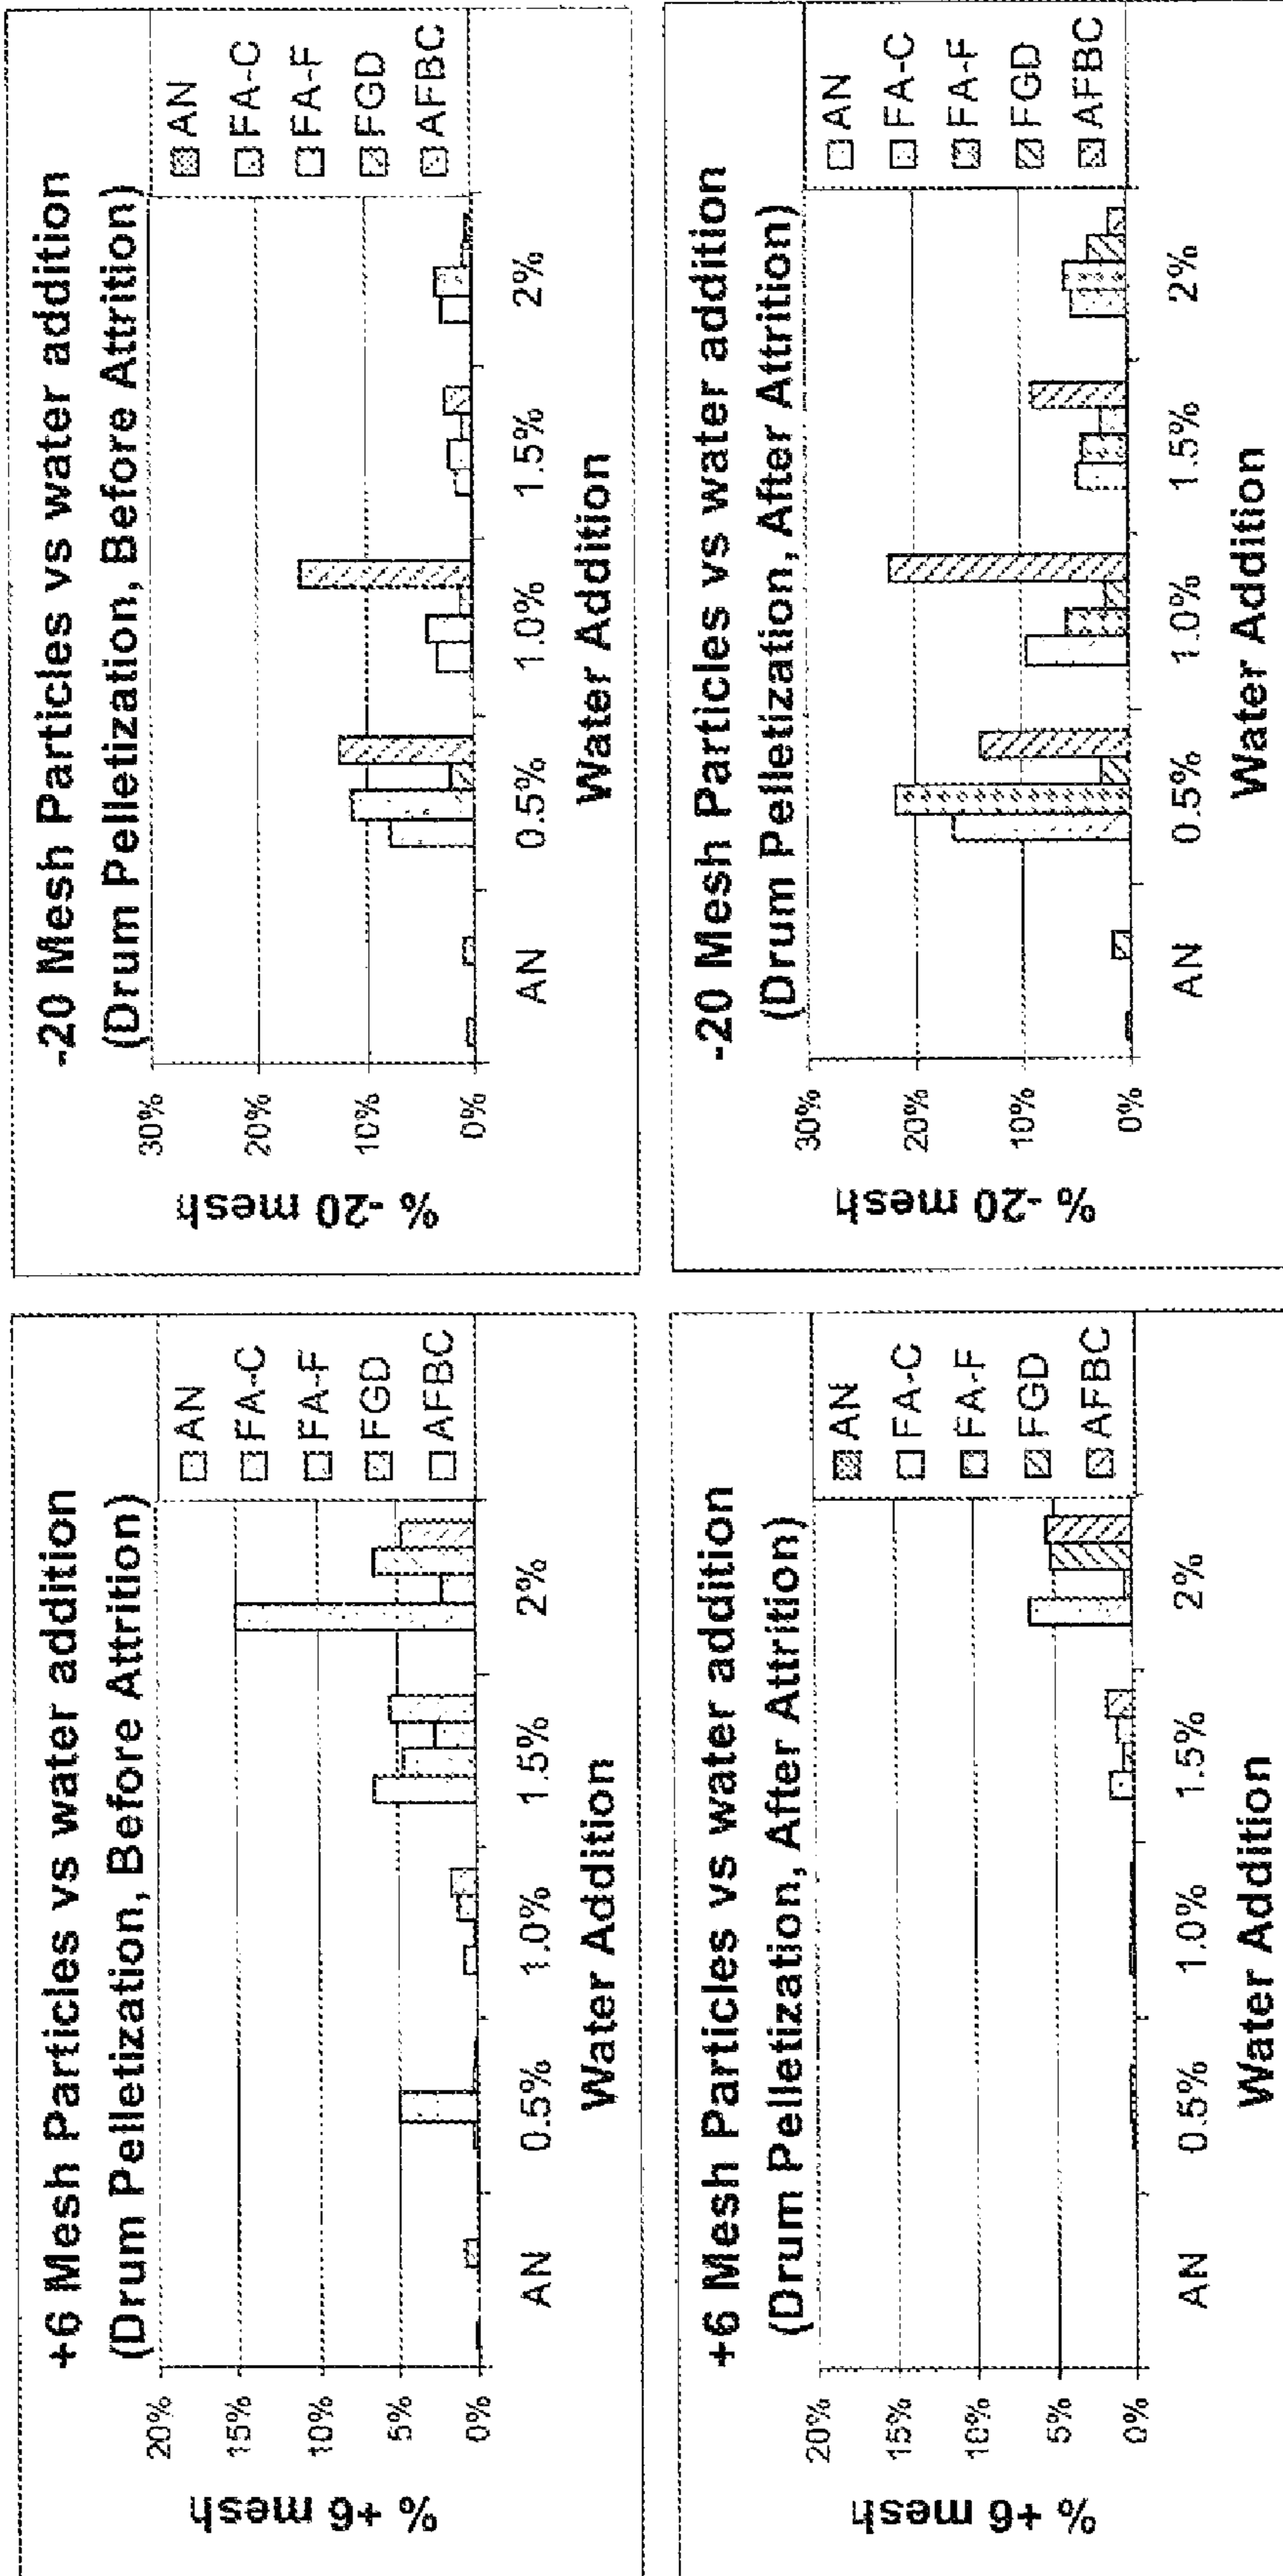 +6 Mesh Particles vs water addition
(Drum Pelletization, Before Attrition)
20%
15%
10%
5%
0%
% +6 mesh
AN
0.5%
1.0%
1.5%
2%
Water Addition
AN
FA-C
FA-F
FGD
AFBC
-20 Mesh Particles vs water addition
(Drum Pelletization, Before Attrition)
30%
20%
10%
0%
% -20 mesh
AN
0.5%
1.0%
1.5%
2%
Water Addition
AN
FA-C
FA-F
FGD
AFBC
+6 Mesh Particles vs water addition
(Drum Pelletization, After Attrition)
20%
15%
10%
5%
0%
% +6 mesh
AN
0.5%
1.0%
1.5%
2%
Water Addition
AN
FA-C
FA-F
FGD
AFBC
-20 Mesh Particles vs water addition
(Drum Pelletization, After Attrition)
30%
20%
10%
0%
% -20 mesh
AN
0.5%
1.0%
1.5%
2%
Water Addition
AN
FA-C
FA-F
FGD
AFBC